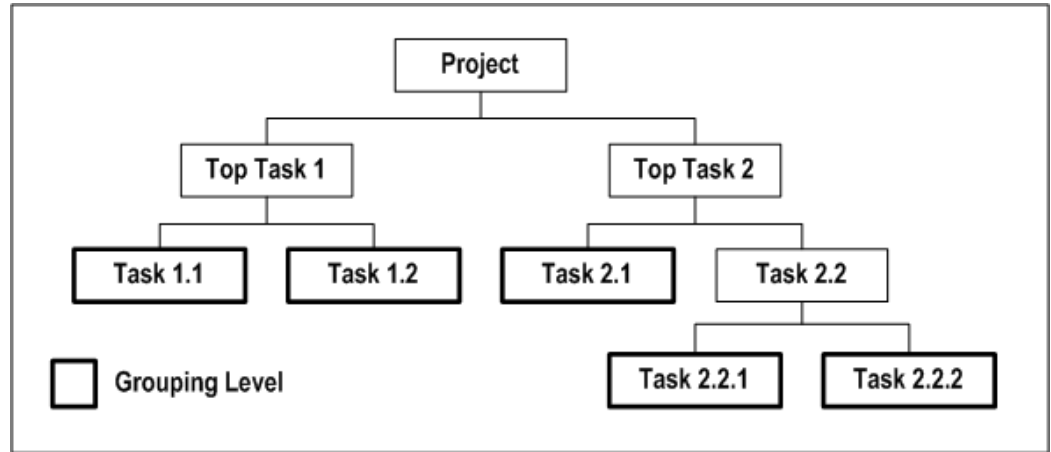 Project
Top Task 1
Top Task 2
Task 1.1
Task 1.2
Task 2.1
Task 2.2
Task 2.2.1
Task 2.2.2
Grouping Level